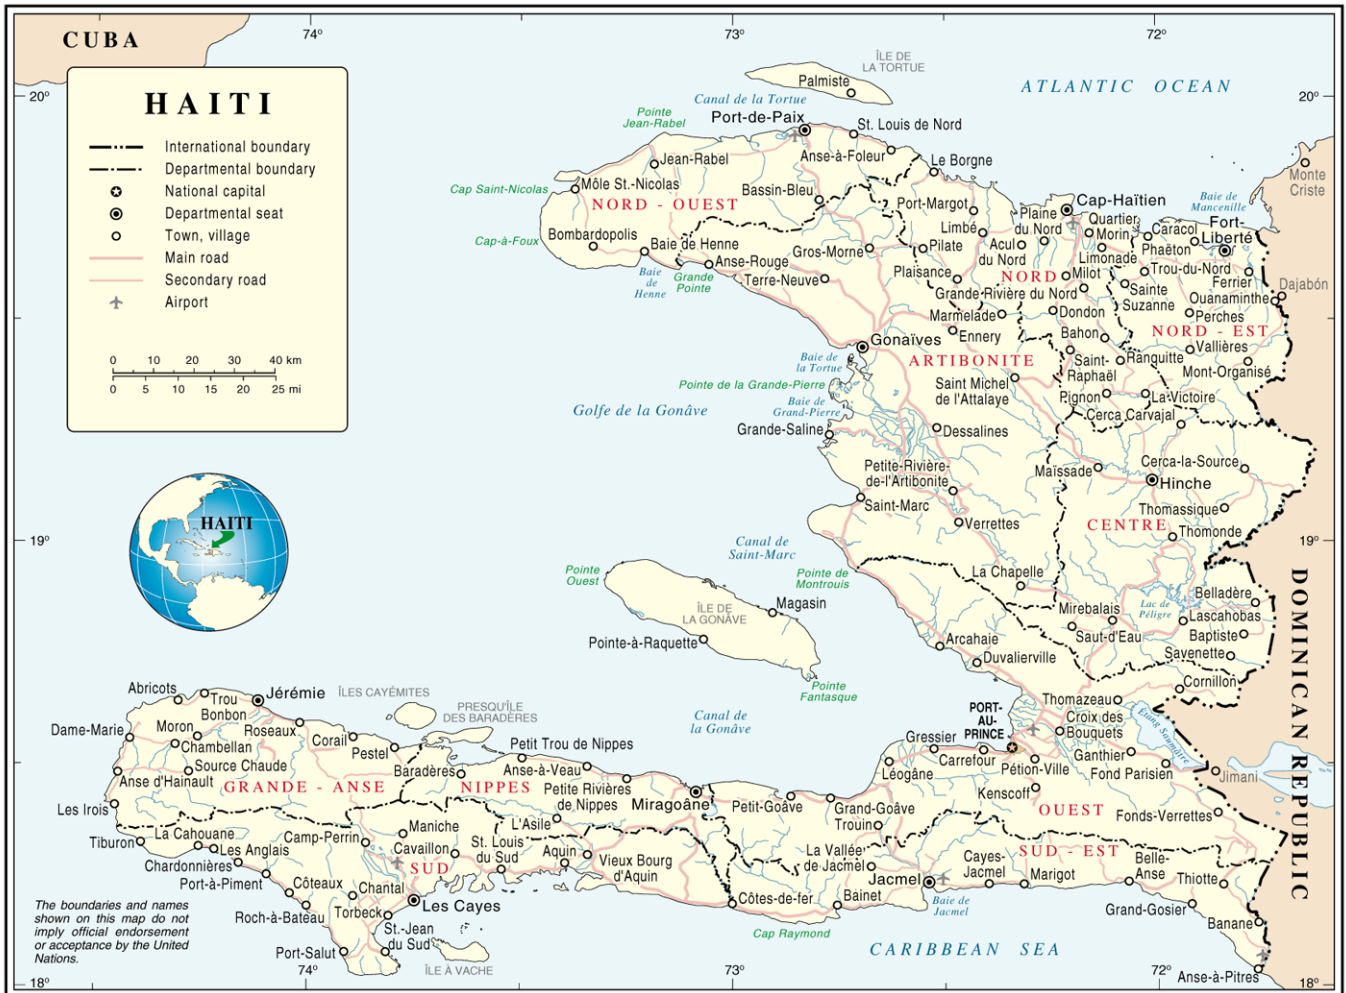 CUBA
74°
73°
72°
20°
20°
HAITI
International boundary
Departmental boundary
National capital
Departmental seat
Town, village
Main road
Secondary road
Airport
0 10 20 30 40 km
0 5 10 15 20 25 mi
HAITI
ÎLE DE
LA TORTUE
Palmiste
ATLANTIC OCEAN
Canal de la Tortue
Pointe
Jean-Rabel
Port-de-Paix
St. Louis de Nord
Jean-Rabel
Anse-à-Foleur
Le Borgne
Monte
Criste
Cap Saint-Nicolas
Môle St.-Nicolas
Bassin-Bleu
NORD - OUEST
Port-Margot
Cap-Haïtien
Baie de
Mancenille
Plaine
du Nord
Quartier
Morin
Fort-
Liberté
Caracol
Phaëton
Cap-à-Foux
Bombardopolis
Baie de Henne
Limbé
Acul
du Nord
Limonade
Gros-Morne
Pilate
Anse-Rouge
Baie
de
Henne
Grande
Pointe
Terre-Neuve
Plaisance
NORD
Milot
Trou-du-Nord
Ferrier
Dajabón
Grande-Rivière du Nord
Sainte
Suzanne
Ouanaminthe
Marmelade
Dondon
Perches
Ennery
Bahon
NORD - EST
Gonaïves
ARTIBONITE
Vallières
Baie de
la Tortue
Saint-
Raphaël
Ranquitte
Mont-Organisé
Pointe de la Grande-Pierre
Saint Michel
de l'Attalaye
Golfe de la Gonâve
Baie de
Grand-Pierre
Pignon
La Victoire
Cerca Carvajal
Grande-Saline
Dessalines
Petite-Rivière-
de-l'Artibonite
Maïssade
Cerca-la-Source
Hinche
Saint-Marc
Thomassique
Verrettes
CENTRE
Thomonde
Canal de
Saint-Marc
19°
19°
Pointe
Ouest
Pointe de
Montrouis
La Chapelle
Belladère
ÎLE DE
LA GONÂVE
Magasin
Mirebalais
Lac de
Péligre
Lascahobas
Pointe-à-Raquette
Arcahaie
Saut-d'Eau
Baptiste
Duvalierville
Savenette
DOMINICAN REPUBLIC
Abricots
Jérémie
ÎLES CAYÉMITES
Pointe
Fantasque
Cornillon
Trou
Bonbon
Thomazeau
PRESQU'ÎLE
DES BARADÈRES
Canal de
la Gonâve
PORT-
AU-
PRINCE
Croix des
Bouquets
Étang Saumâtre
Dame-Marie
Moron
Roseaux
Corail
Pestel
Petit Trou de Nippes
Gressier
Chambellan
Carrefour
Ganthier
Source Chaude
Baradères
Anse-à-Veau
Léogâne
Pétion-Ville
Fond Parisien
Jimani
Anse d'Hainault
GRANDE - ANSE
NIPPES
Petite Rivières
de Nippes
Miragoâne
Kenscoff
Petit-Goâve
Grand-Goâve
OUEST
Les Irois
Fonds-Verrettes
L'Asile
Trouin
Tiburon
La Cahouane
Camp-Perrin
Maniche
Les Anglais
Cavaillon
St. Louis
du Sud
Aquin
Vieux Bourg
d'Aquin
La Vallée
de Jacmel
SUD - EST
Cayes-
Jacmel
Belle-
Anse
Chardonnières
SUD
Port-à-Piment
Côteaux
Chantal
Jacmel
Marigot
Thiotte
Roch-à-Bateau
Torbeck
Les Cayes
Côtes-de-fer
Bainet
Baie de
Jacmel
Grand-Gosier
Banane
St.-Jean
du Sud
Cap Raymond
Port-Salut
ÎLE À VACHE
CARIBBEAN SEA
Anse-à-Pitres
The boundaries and names
shown on this map do not
imply official endorsement
or acceptance by the United
Nations.
18°
74°
73°
72°
18°